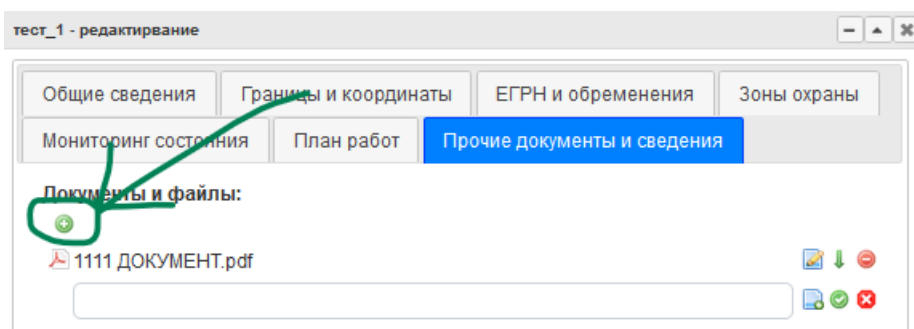 тест_1 - редактирвание
Общие сведения Границы и координаты ЕГРН и обременения Зоны охраны
Мониторинг состояния План работ Прочие документы и сведения
Документы и файлы:
1111 ДОКУМЕНТ.pdf